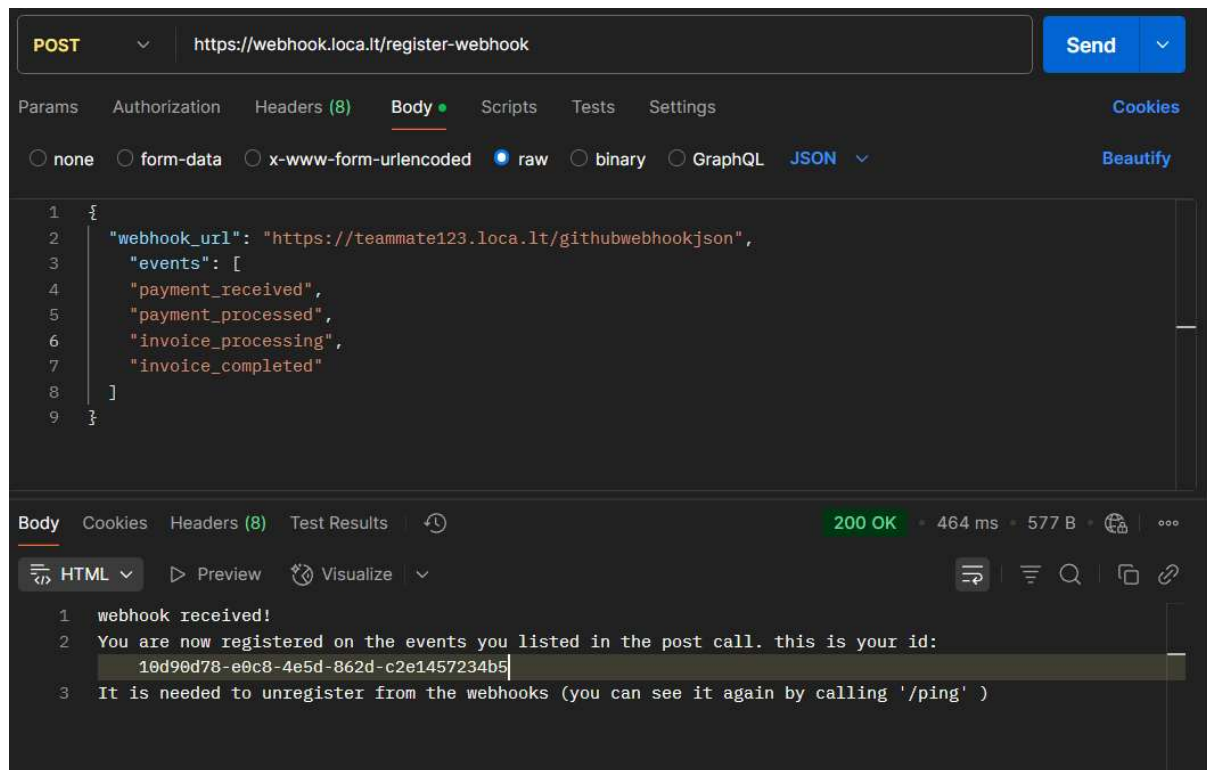 POST https://webhook.loca.lt/register-webhook Send
Params Authorization Headers (8) Body Scripts Tests Settings Cookies
none form-data x-www-form-urlencoded raw binary GraphQL JSON Beautify
1 {
2 "webhook_url": "https://teammate123.loca.lt/githubwebhookjson",
3 "events": [
4 "payment_received",
5 "payment_processed",
6 "invoice_processing",
7 "invoice_completed"
8 ]
9 }
Body Cookies Headers (8) Test Results 200 OK 464 ms 577 B
HTML Preview Visualize
1 webhook received!
2 You are now registered on the events you listed in the post call. this is your id:
10d90d78-e0c8-4e5d-862d-c2e1457234b5
3 It is needed to unregister from the webhooks (you can see it again by calling '/ping' )